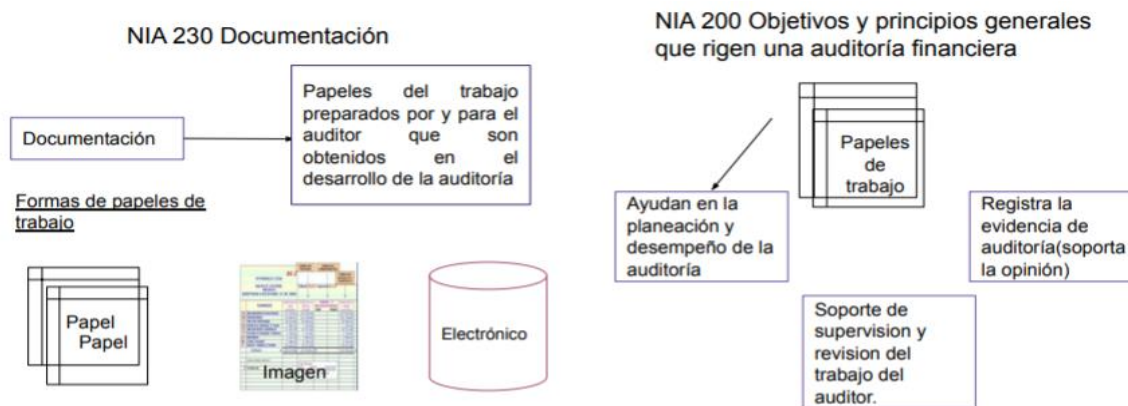 NIA 230 Documentación
Documentación
Papeles del trabajo
preparados por y para el
auditor que son
obtenidos en el
desarrollo de la auditoría
Formas de papeles de
trabajo
Papel
Papel
Imagen
Electrónico
NIA 200 Objetivos y principios generales
que rigen una auditoría financiera
Papeles
de
trabajo
Ayudan en la
planeación y
desempeño de la
auditoría
Registra la
evidencia de
auditoría(soporta
la opinión)
Soporte de
supervision y
revision del
trabajo del
auditor.